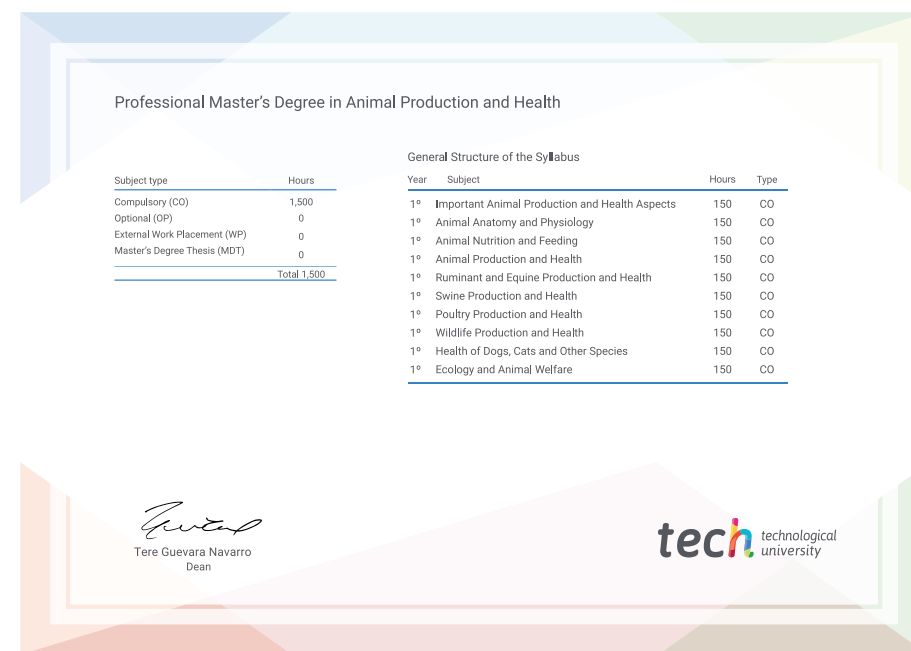 Professional Master's Degree in Animal Production and Health
General Structure of the Syllabus
Subject type Hours
Compulsory (CO) 1,500
Optional (OP) 0
External Work Placement (WP) 0
Master's Degree Thesis (MDT) 0
Total 1,500
Year Subject Hours Type
1º Important Animal Production and Health Aspects 150 CO
1º Animal Anatomy and Physiology 150 CO
1º Animal Nutrition and Feeding 150 CO
1º Animal Production and Health 150 CO
1º Ruminant and Equine Production and Health 150 CO
1º Swine Production and Health 150 CO
1º Poultry Production and Health 150 CO
1º Wildlife Production and Health 150 CO
1º Health of Dogs, Cats and Other Species 150 CO
1º Ecology and Animal Welfare 150 CO
Tere Guevara Navarro
Dean
tech technological
university